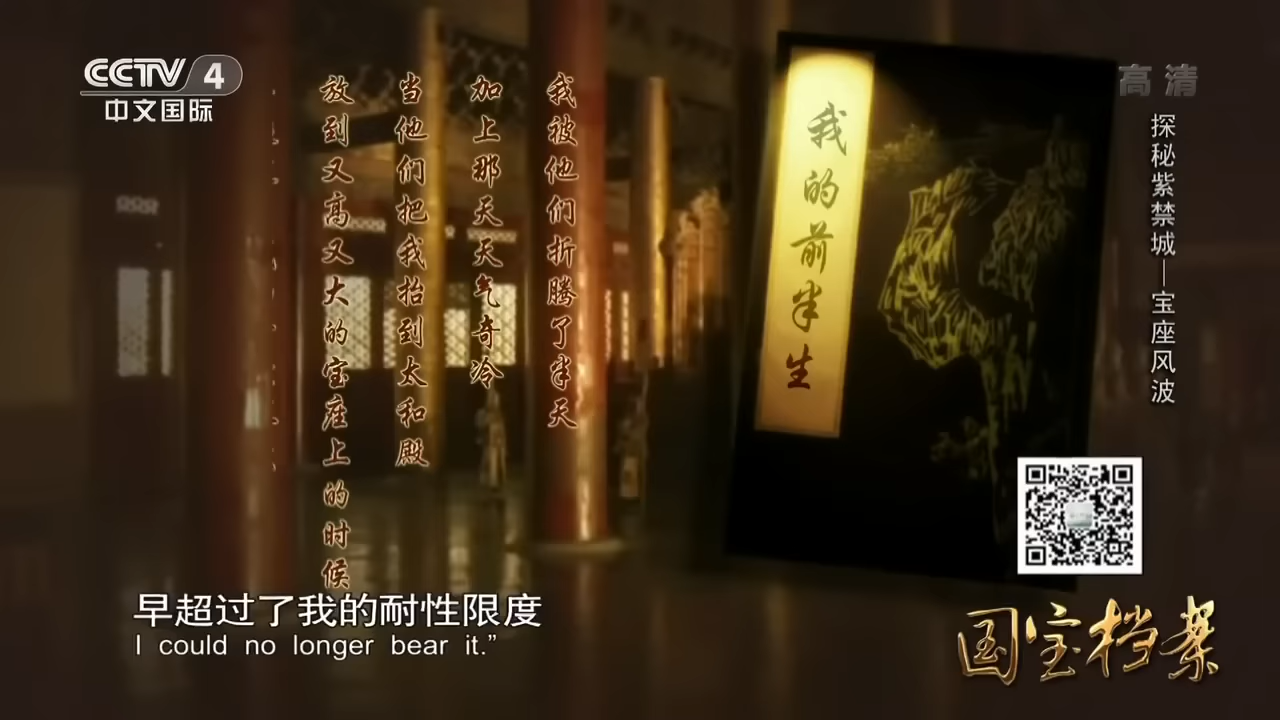 CCTV 4
中文国际
高清
探秘紫禁城—宝座风波
我的前半生
我被他们折腾了半天
加上那天天气奇冷
当他们把我抬到太和殿
放到又高又大的宝座上的时候
早超过了我的耐性限度
I could no longer bear it.”
国宝档案